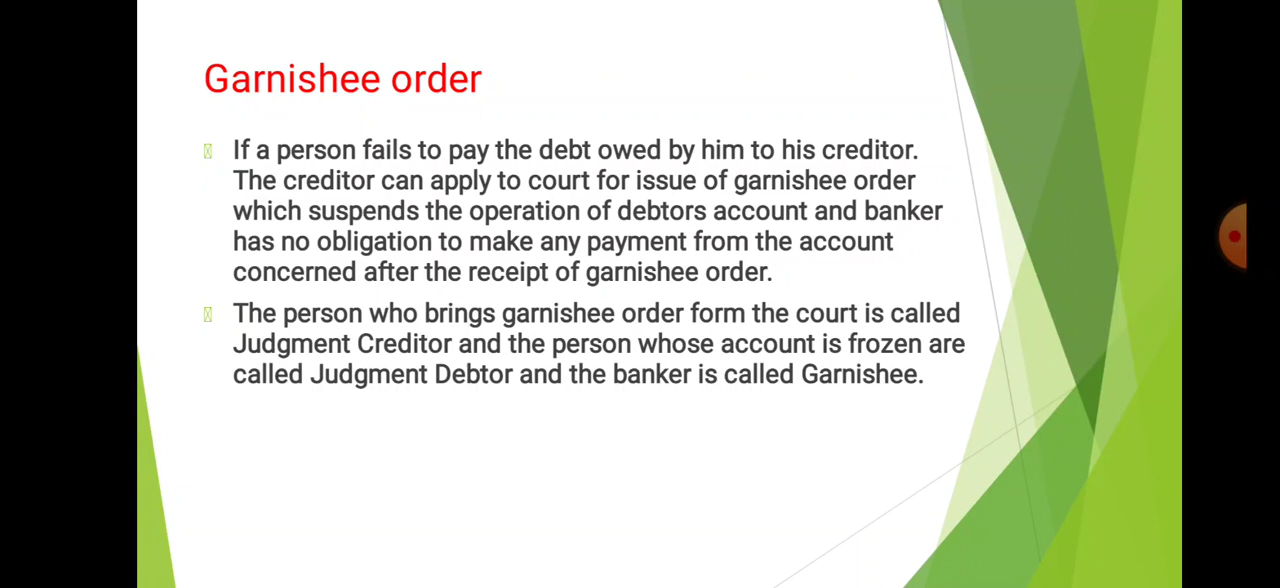 Garnishee order
If a person fails to pay the debt owed by him to his creditor.
The creditor can apply to court for issue of garnishee order
which suspends the operation of debtors account and banker
has no obligation to make any payment from the account
concerned after the receipt of garnishee order.
The person who brings garnishee order form the court is called
Judgment Creditor and the person whose account is frozen are
called Judgment Debtor and the banker is called Garnishee.